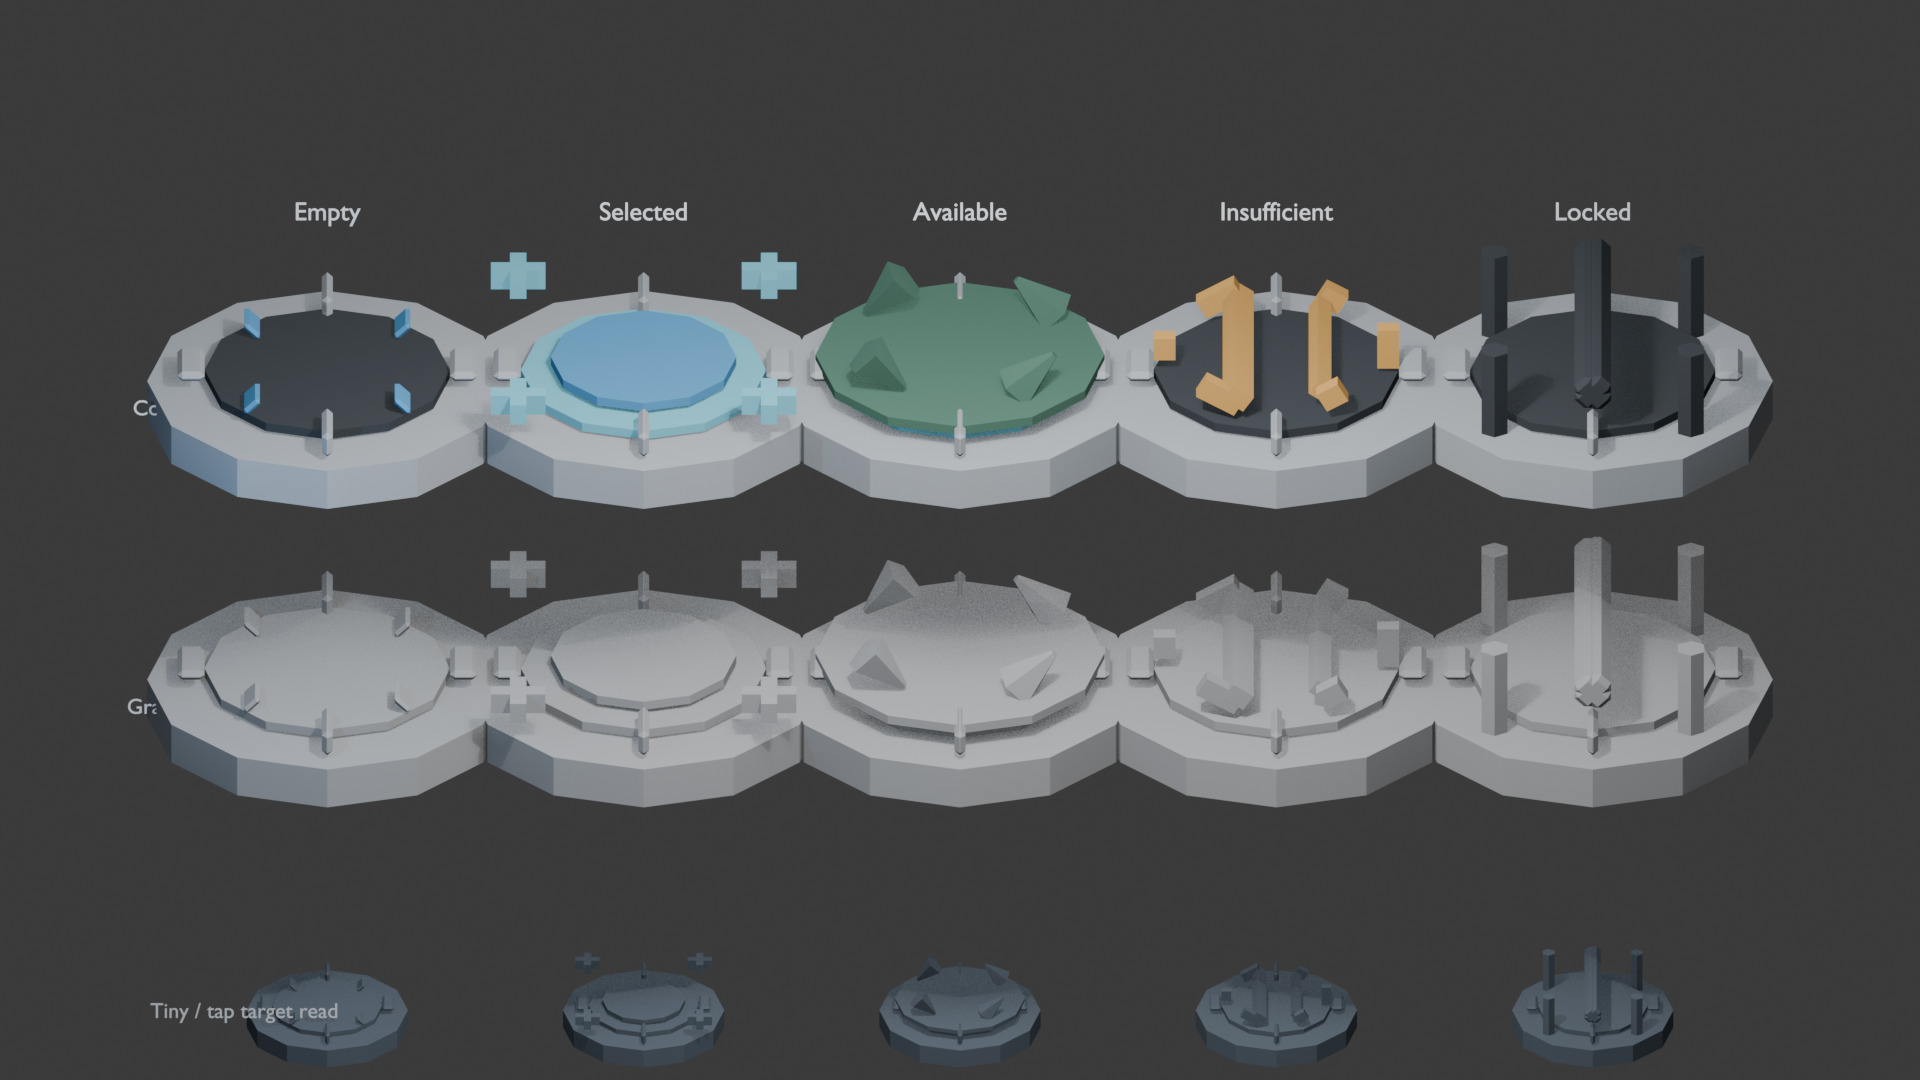 Empty
Selected
Available
Insufficient
Locked
Tiny / tap target read